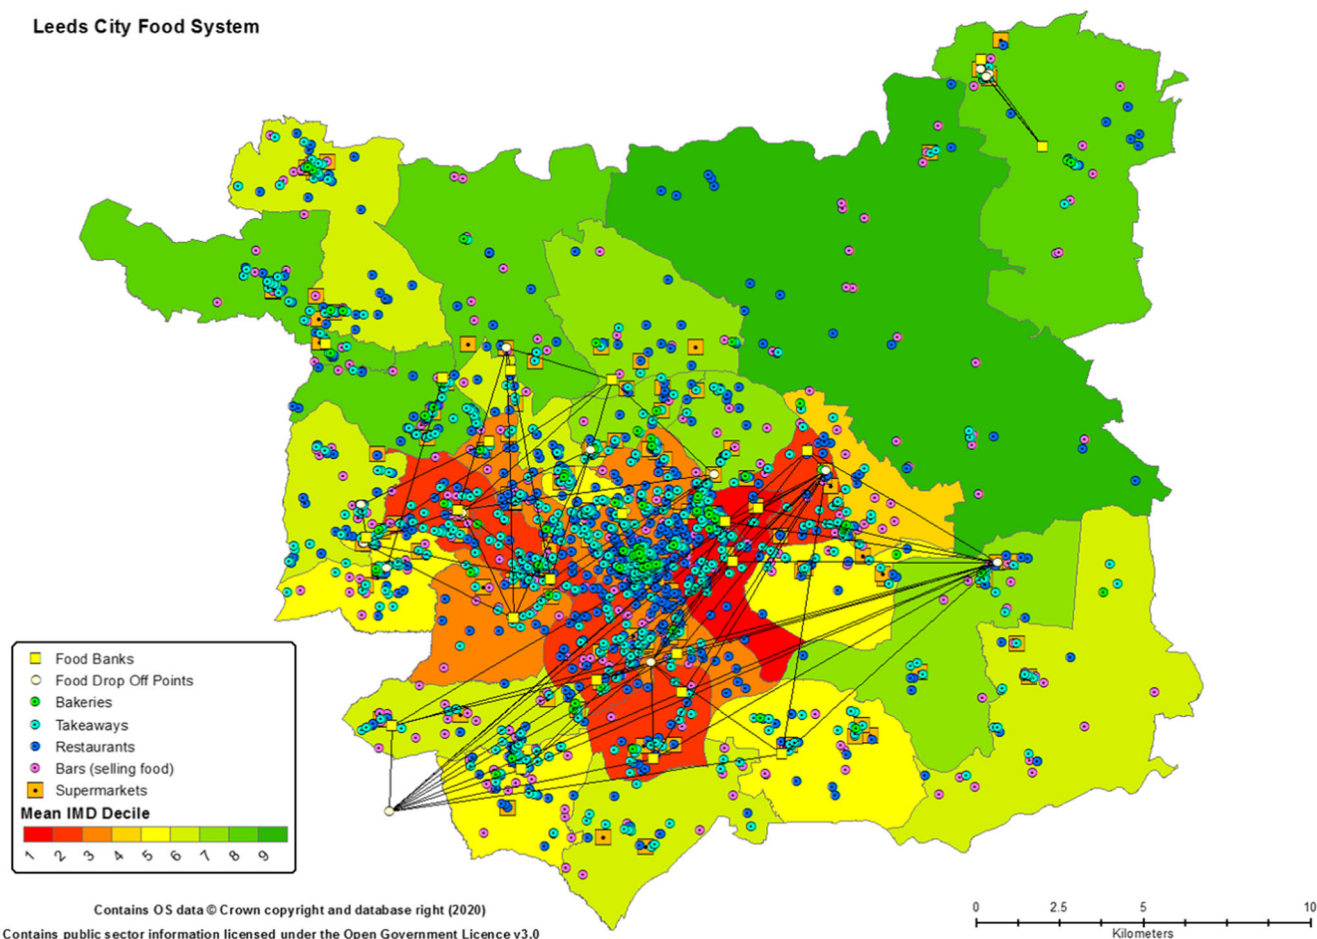 Leeds City Food System
Food Banks
Food Drop Off Points
Bakeries
Takeaways
Restaurants
Bars (selling food)
Supermarkets
Mean IMD Decile
1 2 3 4 5 6 7 8 9
Contains OS data © Crown copyright and database right (2020)
Contains public sector information licensed under the Open Government Licence v3.0
0 2.5 5 10
Kilometers